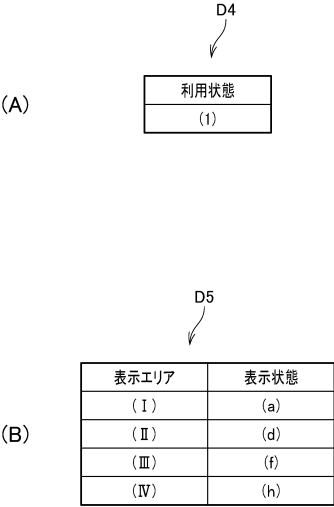 D4
(A)
利用状態
(1)
D5
(B)
表示エリア 表示状態
(Ⅰ) (a)
(Ⅱ) (d)
(Ⅲ) (f)
(Ⅳ) (h)